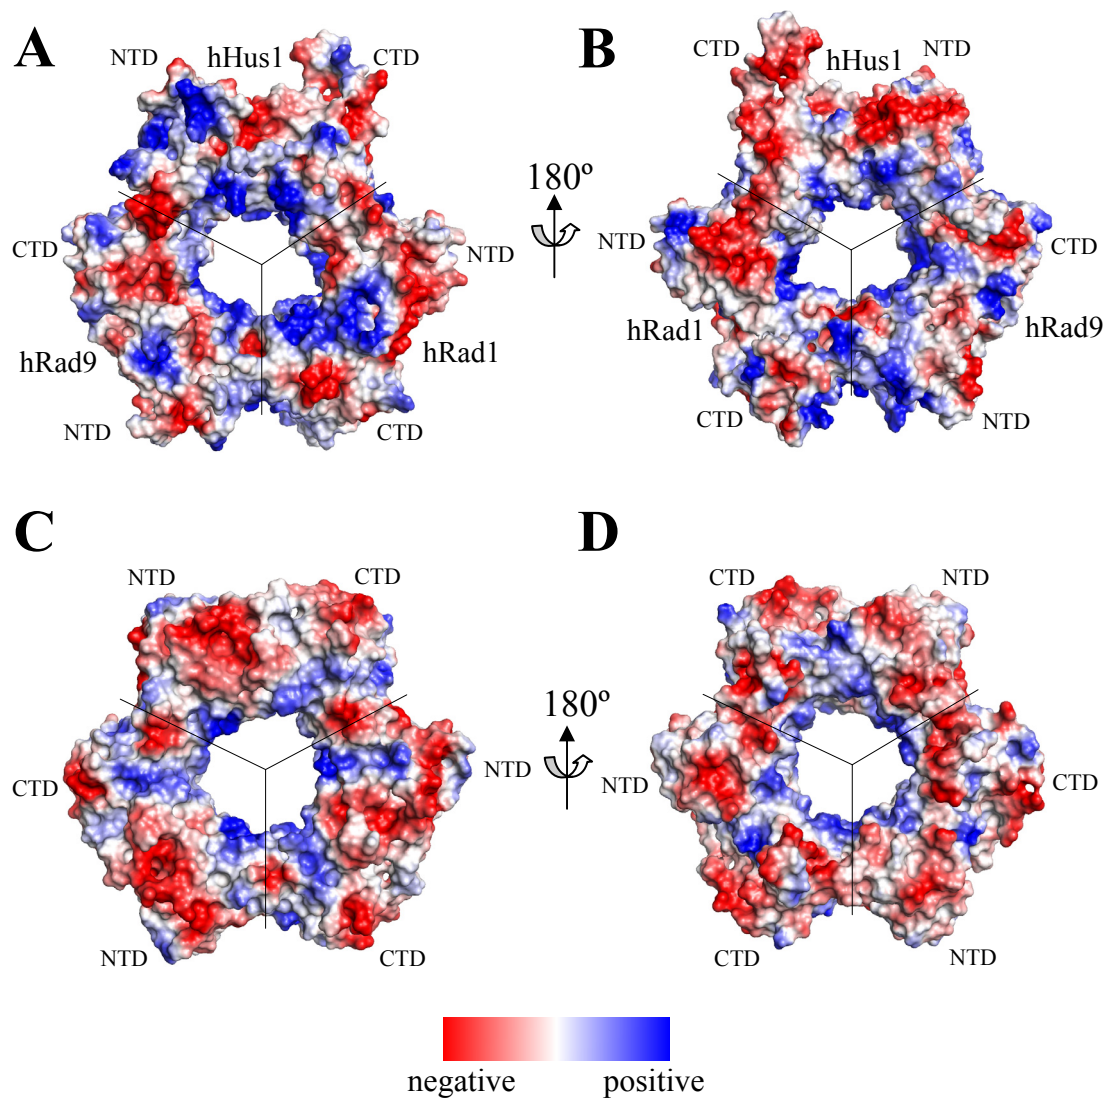 A
NTD
hHus1
CTD
CTD
NTD
hRad9
hRad1
NTD
CTD
180º
B
CTD
hHus1
NTD
NTD
CTD
hRad1
hRad9
CTD
NTD
C
NTD
CTD
CTD
NTD
NTD
CTD
180º
D
CTD
NTD
NTD
CTD
CTD
NTD
negative
positive